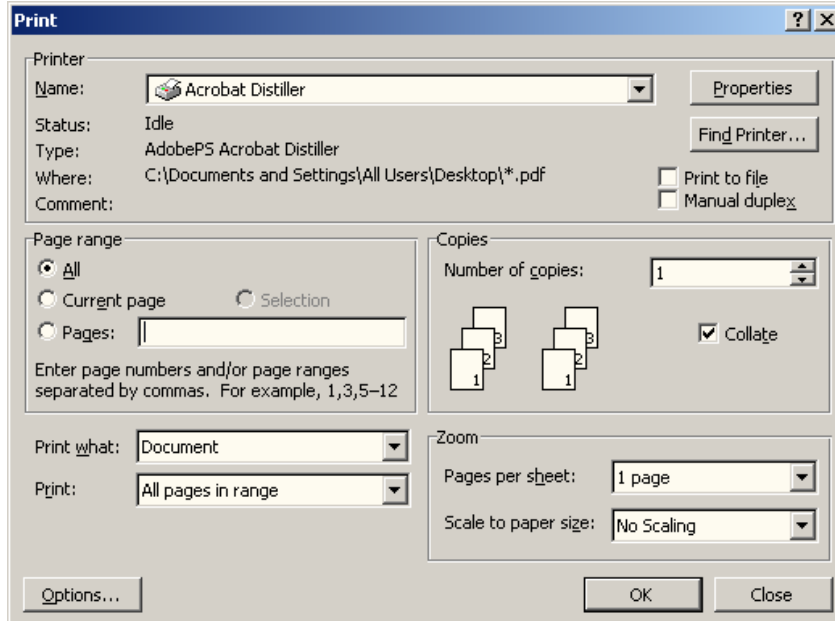 Print
Printer
Name: Acrobat Distiller Properties
Status: Idle
Find Printer...
Type: AdobePS Acrobat Distiller
Where: C:\Documents and Settings\All Users\Desktop\*.pdf
Print to file
Comment:
Manual duplex
Page range
All
Current page Selection
Pages:
Enter page numbers and/or page ranges
separated by commas. For example, 1,3,5–12
Copies
Number of copies: 1
3 3
2 2
1 1
Collate
Print what: Document
Print: All pages in range
Zoom
Pages per sheet: 1 page
Scale to paper size: No Scaling
Options... OK Close